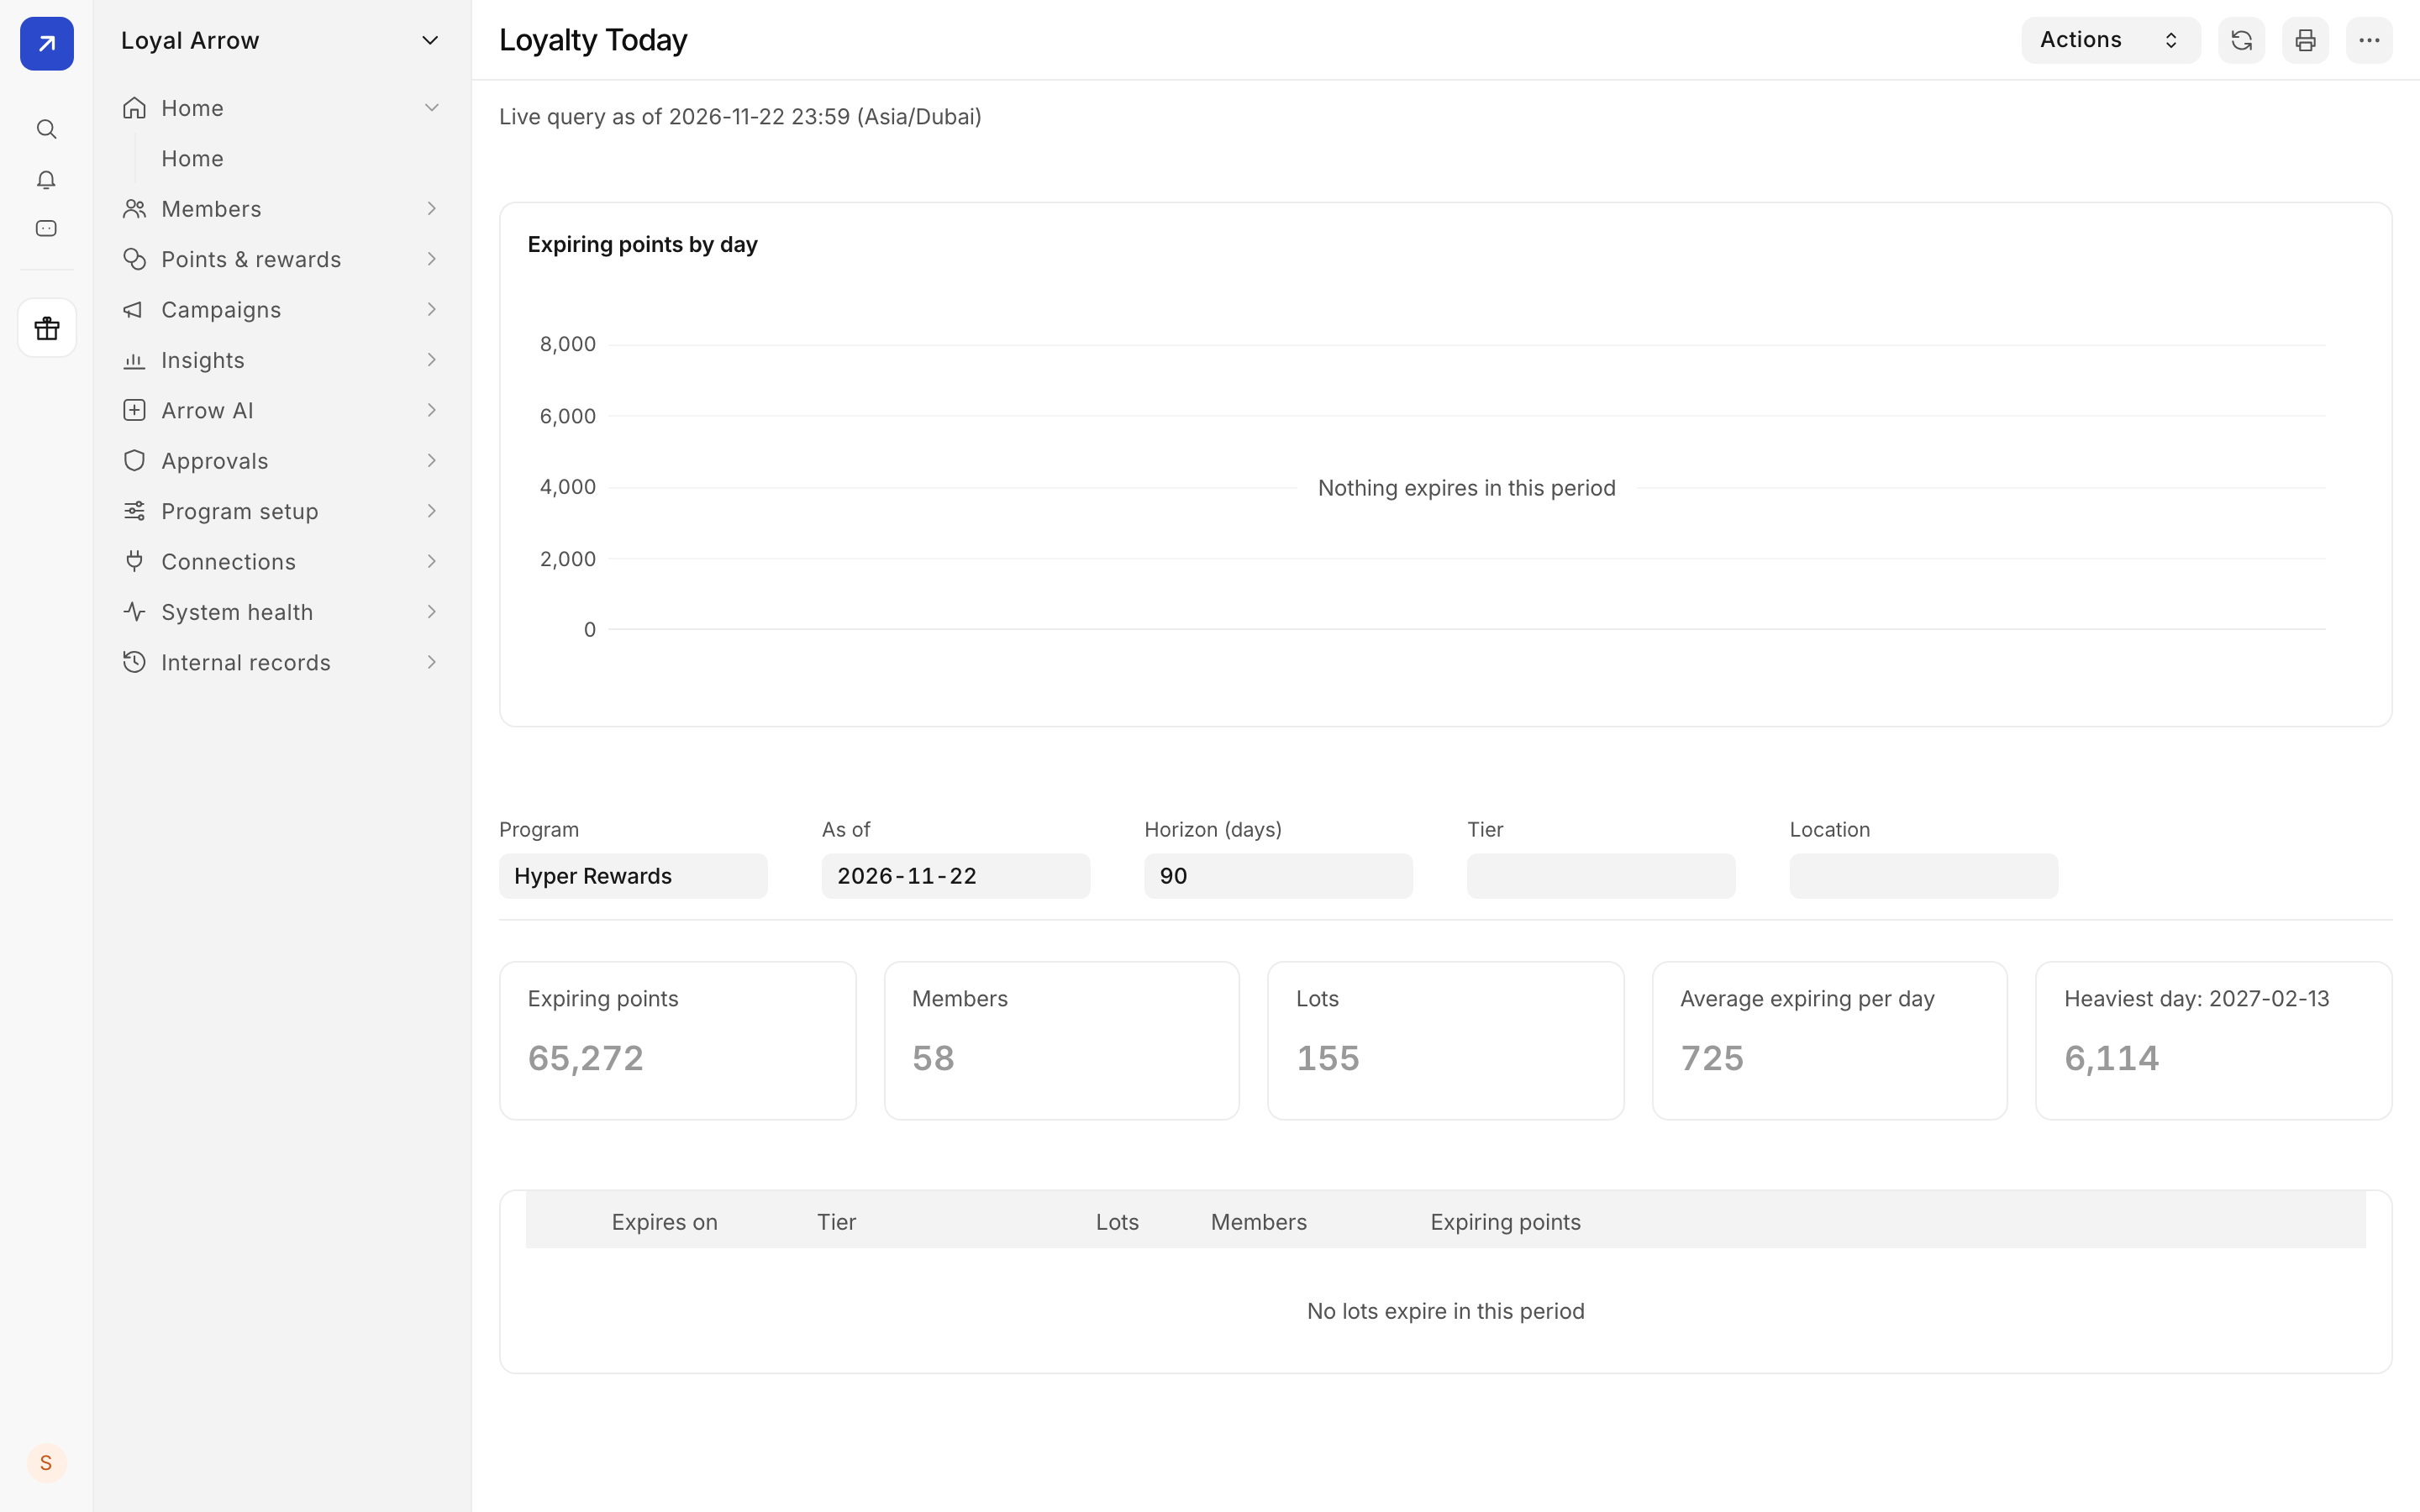 Loyal Arrow
Home
Home
Members
Points & rewards
Campaigns
Insights
Arrow AI
Approvals
Program setup
Connections
System health
Internal records
S
Loyalty Today
Actions
Live query as of 2026-11-22 23:59 (Asia/Dubai)
Expiring points by day
8,000
6,000
4,000
Nothing expires in this period
2,000
0
Program
As of
Horizon (days)
Tier
Location
Hyper Rewards
2026-11-22
90
Expiring points
Members
Lots
Average expiring per day
Heaviest day: 2027-02-13
65,272
58
155
725
6,114
Expires on
Tier
Lots
Members
Expiring points
No lots expire in this period